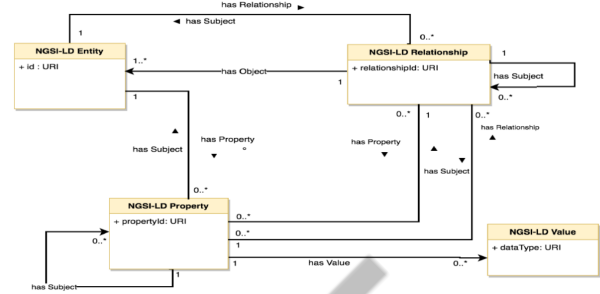 has Relationship ►
◄ has Subject
1
0..*
NGSI-LD Entity
+ id : URI
NGSI-LD Relationship
+ relationshipId: URI
1
1..*
has Object
1
has Subject
0..*
1
0..*
1
0..*
has Relationship
▲
has Property
°
▼
has Subject
▲
has Property
▼
▲
▼
has Subject
0..*
NGSI-LD Property
+ propertyId: URI
0..*
0..*
0..*
1
1
has Value
0..*
NGSI-LD Value
+ dataType: URI
1
has Subject